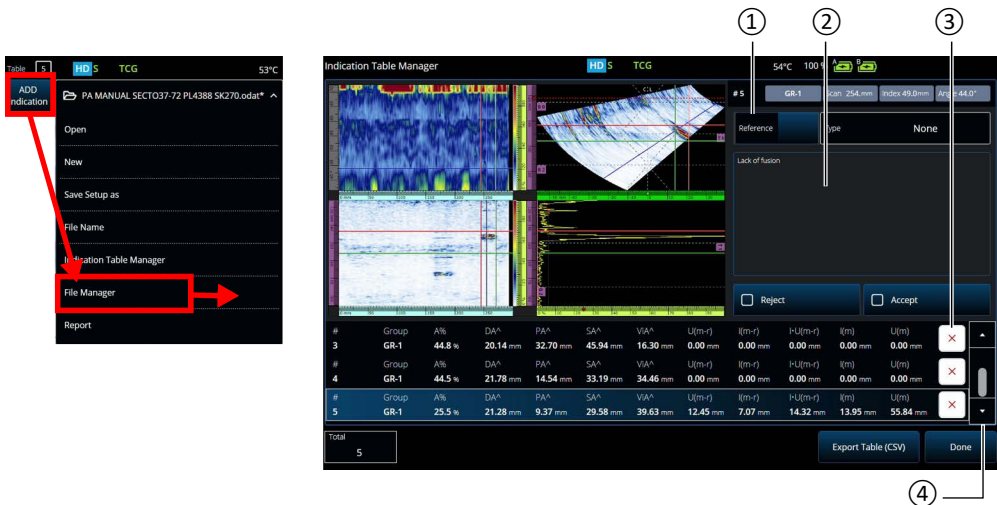 ① ② ③
Table 5 HD S TCG 53°C
ADD
Indication
PA MANUAL SECTO37-72 PL4388 SK270.odat*
Open
New
Save Setup as
File Name
Indication Table Manager
File Manager
Report
Indication Table Manager HD S TCG 54°C 100 % A B
# 5 GR-1 Scan 254.mm Index 49.0mm Angle 44.0°
Reference Type None
Lack of fusion
Reject Accept
# Group A% DA^ PA^ SA^ ViA^ U(m-r) I(m-r) I•U(m-r) I(m) U(m)
3 GR-1 44.8 % 20.14 mm 32.70 mm 45.94 mm 16.30 mm 0.00 mm 0.00 mm 0.00 mm 0.00 mm 0.00 mm
# Group A% DA^ PA^ SA^ ViA^ U(m-r) I(m-r) I•U(m-r) I(m) U(m)
4 GR-1 44.5 % 21.78 mm 14.54 mm 33.19 mm 34.46 mm 0.00 mm 0.00 mm 0.00 mm 0.00 mm 0.00 mm
# Group A% DA^ PA^ SA^ ViA^ U(m-r) I(m-r) I•U(m-r) I(m) U(m)
5 GR-1 25.5 % 21.28 mm 9.37 mm 29.58 mm 39.63 mm 12.45 mm 7.07 mm 14.32 mm 13.95 mm 55.84 mm
Total
5
Export Table (CSV) Done
④